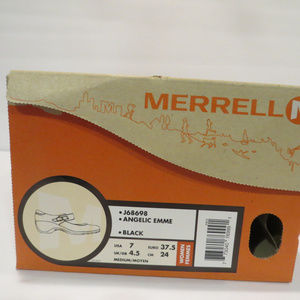 MERRELL
• J68698
• ANGELIC EMME
• BLACK
USA 7 EURO 37.5
UK/GB 4.5 CM 24
MEDIUM/MOYEN
WOMEN
FEMMES